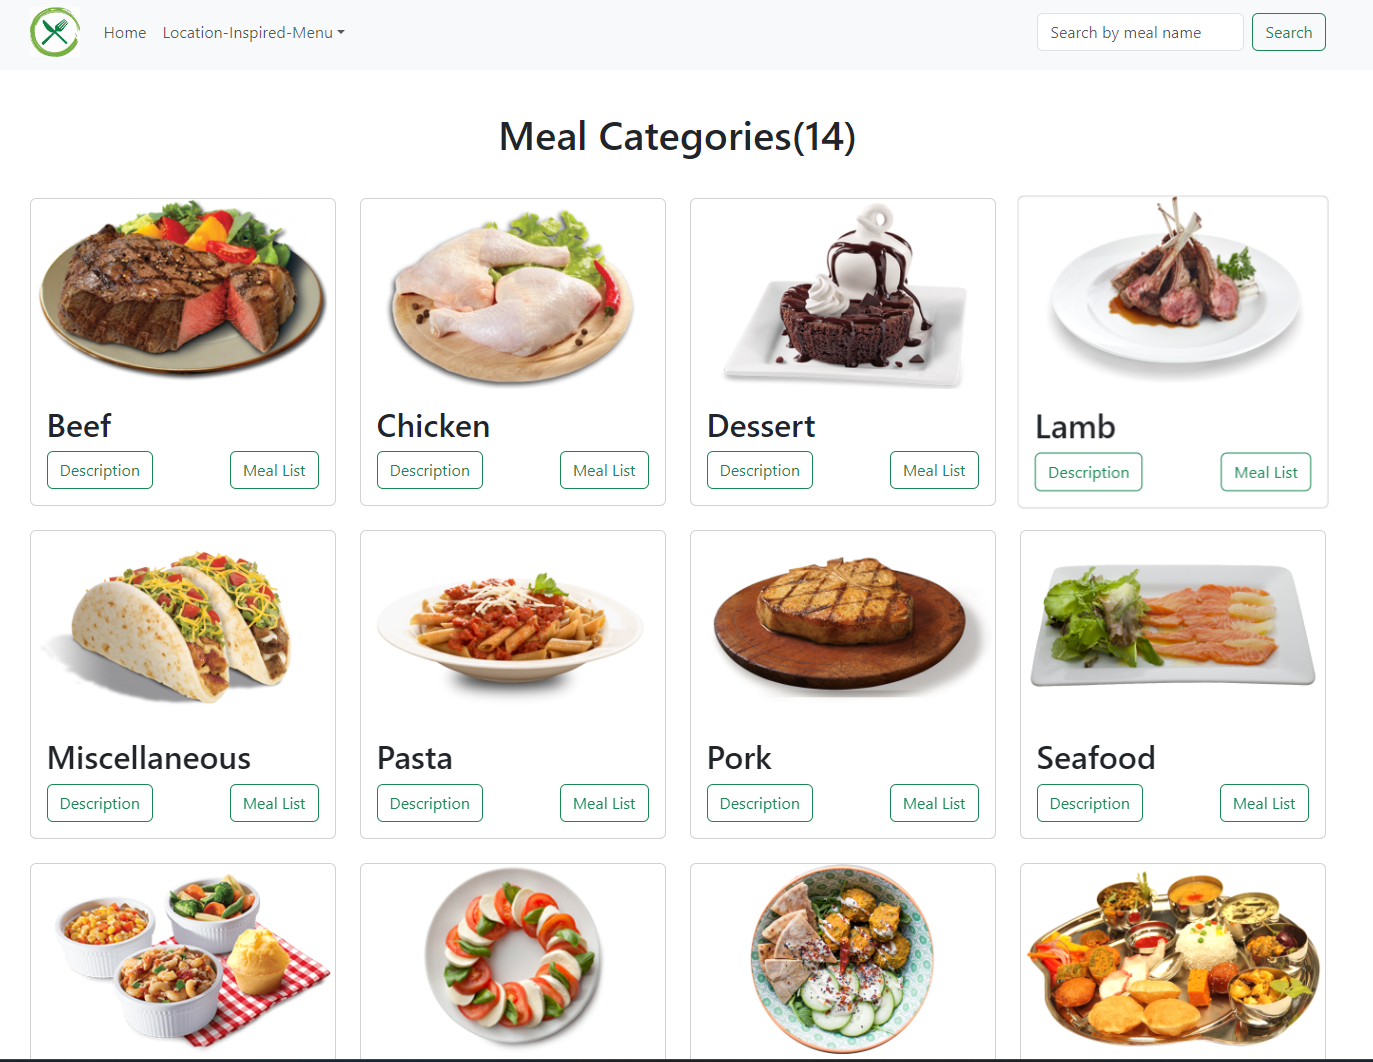 Home Location-Inspired-Menu Search by meal name Search
Meal Categories(14)
Beef
Description Meal List
Chicken
Description Meal List
Dessert
Description Meal List
Lamb
Description Meal List
Miscellaneous
Description Meal List
Pasta
Description Meal List
Pork
Description Meal List
Seafood
Description Meal List